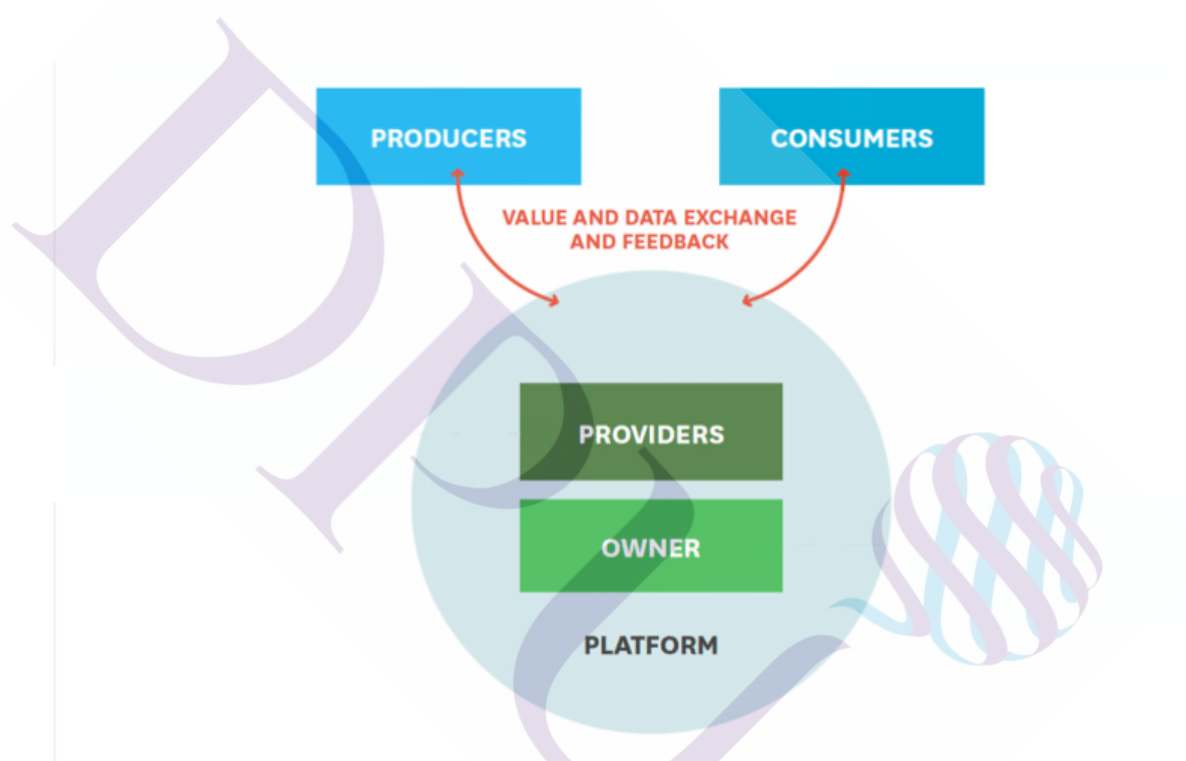 PRODUCERS
CONSUMERS
VALUE AND DATA EXCHANGE
AND FEEDBACK
PROVIDERS
OWNER
PLATFORM